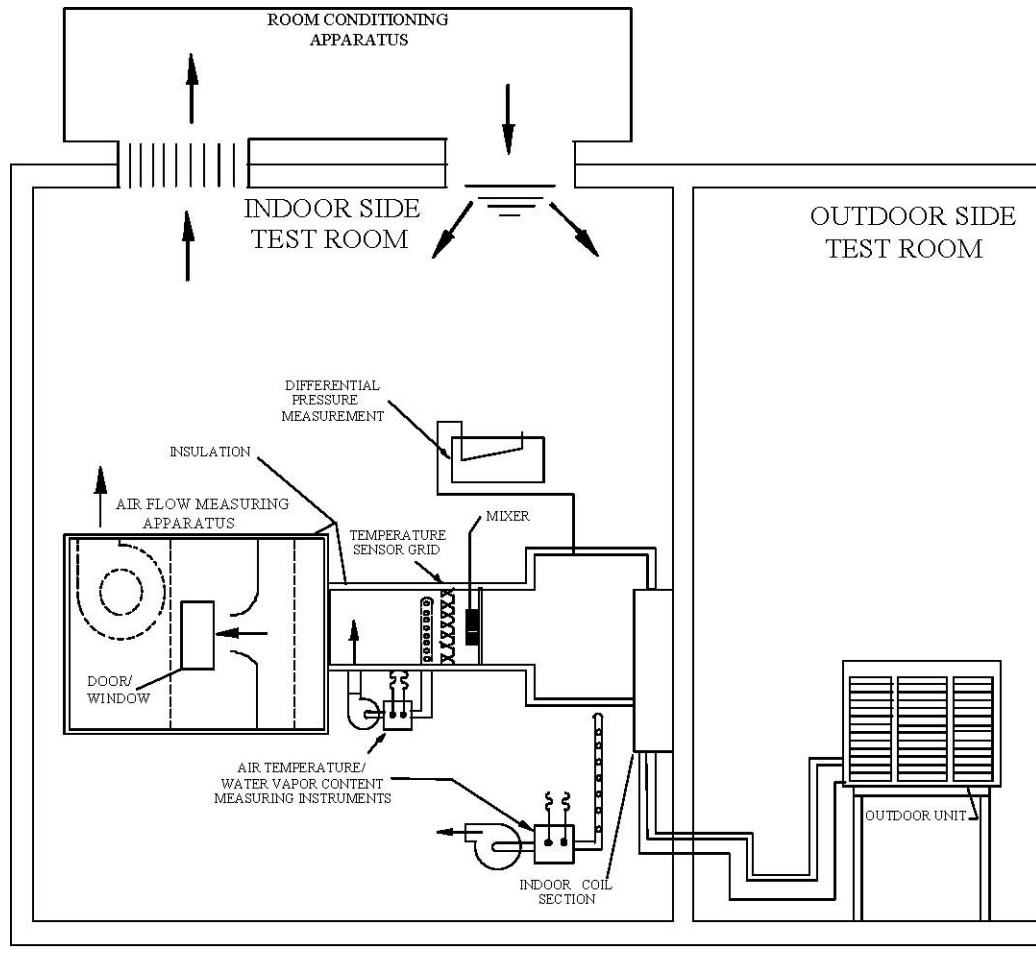 ROOM CONDITIONING
APPARATUS
INDOOR SIDE
TEST ROOM
OUTDOOR SIDE
TEST ROOM
DIFFERENTIAL
PRESSURE
MEASUREMENT
INSULATION
AIR FLOW MEASURING
APPARATUS
TEMPERATURE
SENSOR GRID
MIXER
DOOR/
WINDOW
AIR TEMPERATURE/
WATER VAPOR CONTENT
MEASURING INSTRUMENTS
OUTDOOR UNIT
INDOOR COIL
SECTION